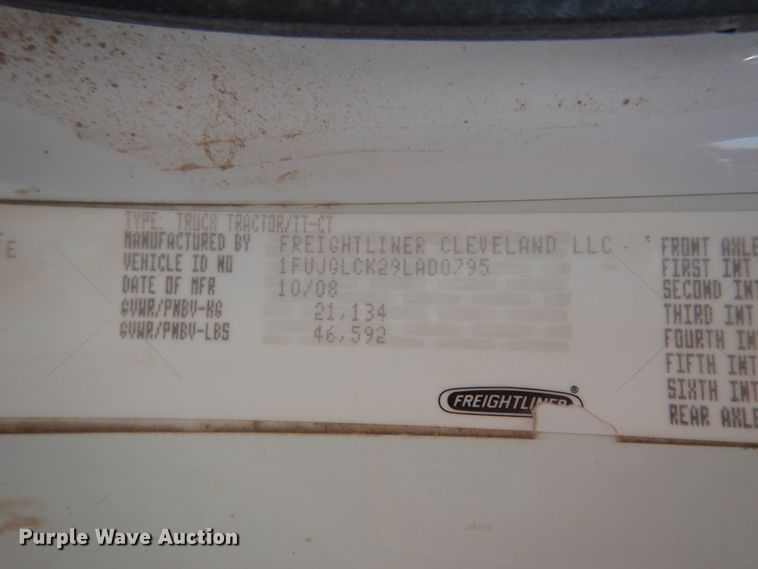 TE
TYPE: TRUCK TRACTOR/TT-CT
MANUFACTURED BY FREIGHTLINER CLEVELAND LLC
VEHICLE ID NO 1FUJGLCK29LAD0795
DATE OF MFR 10/08
GVWR/PNBV-KG 21,134
GVWR/PNBV-LBS 46,592
FRONT AXLE
FIRST INT
SECOND INT
THIRD INT
FOURTH INT
FIFTH INT
SIXTH INT
REAR AXLE
FREIGHTLINER®
Purple Wave Auction